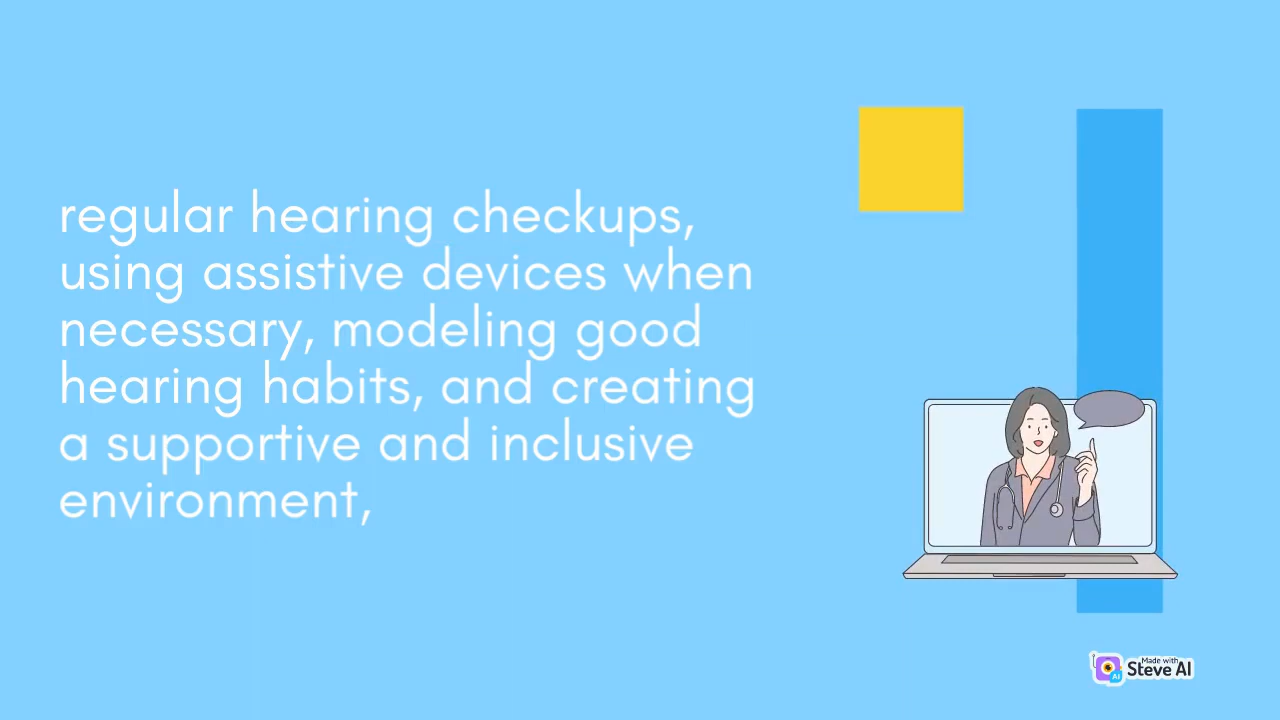 regular hearing checkups,
using assistive devices when
necessary, modeling good
hearing habits, and creating
a supportive and inclusive
environment,
Made with
Steve AI
AI